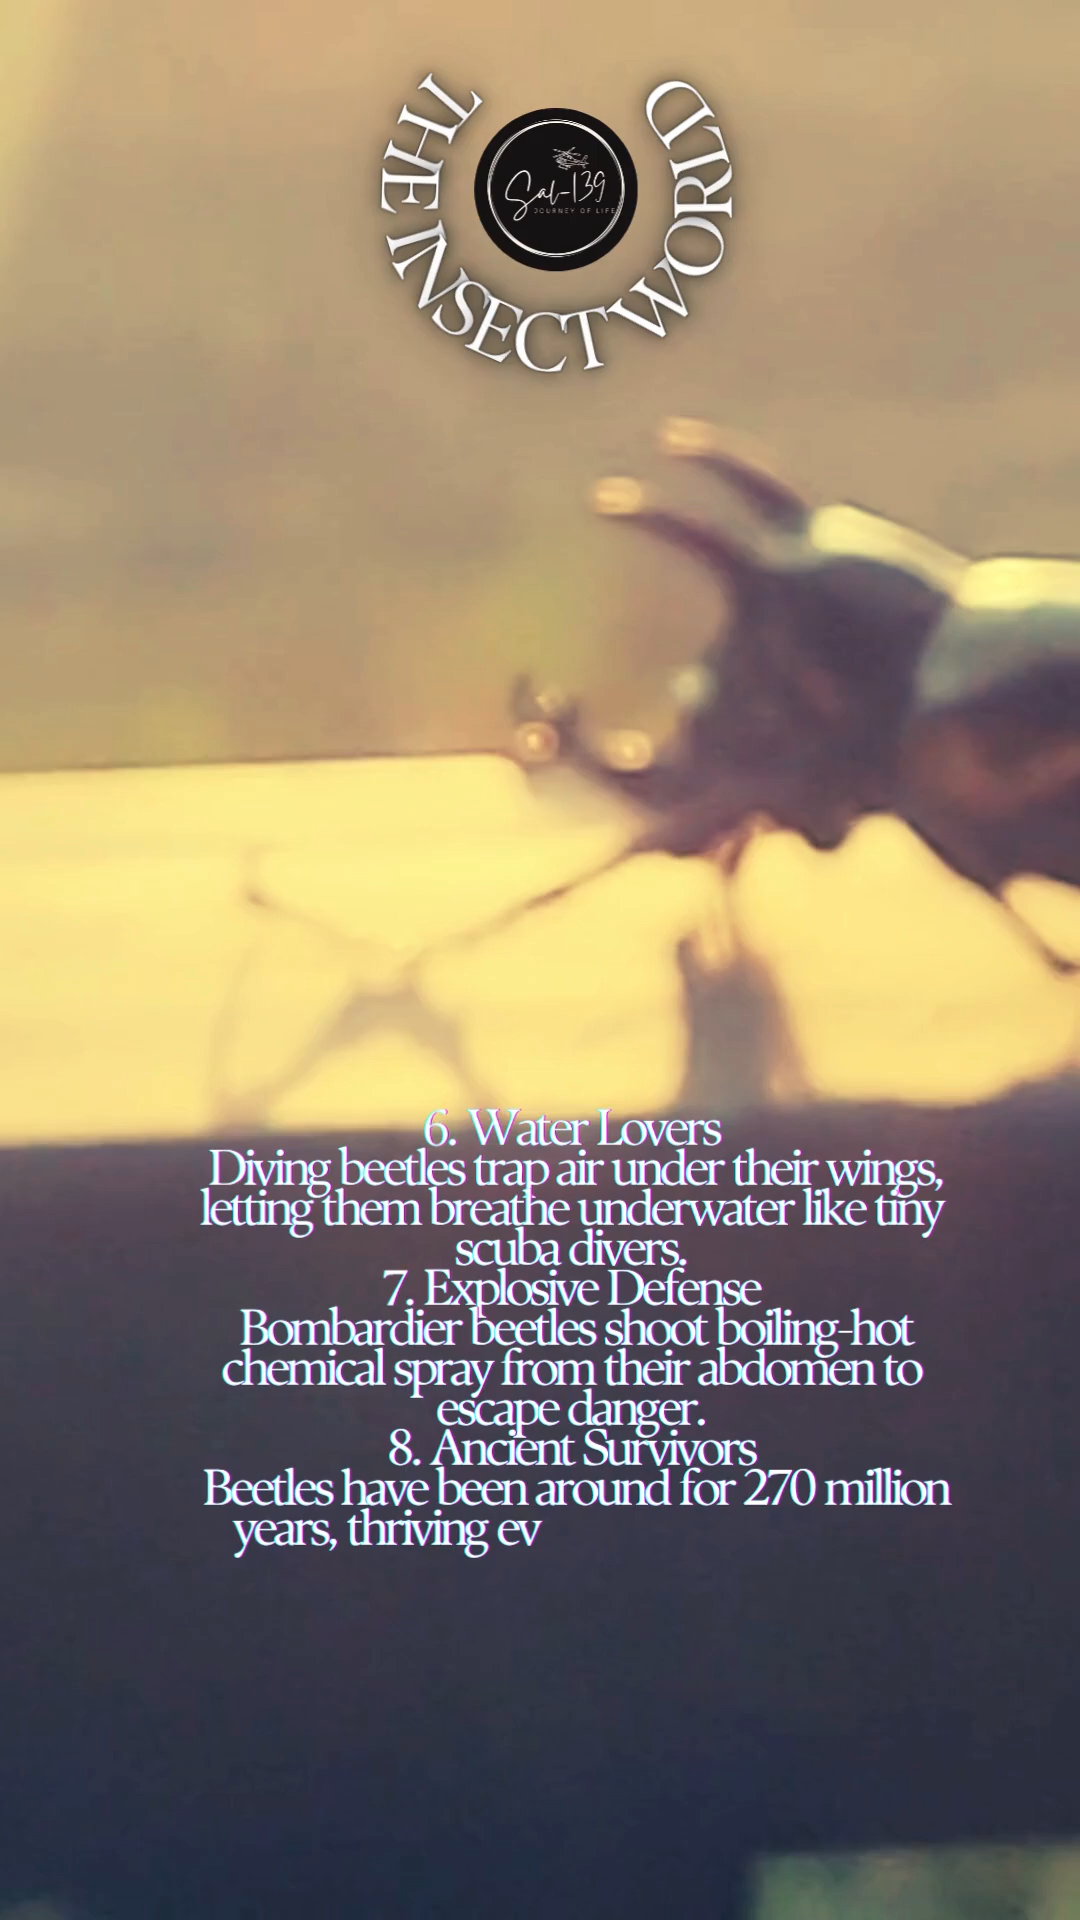 THE INSECT WORLD
Sal-139
JOURNEY OF LIFE
6. Water Lovers
Diving beetles trap air under their wings,
letting them breathe underwater like tiny
scuba divers.
7. Explosive Defense
Bombardier beetles shoot boiling-hot
chemical spray from their abdomen to
escape danger.
8. Ancient Survivors
Beetles have been around for 270 million
years, thriving ev